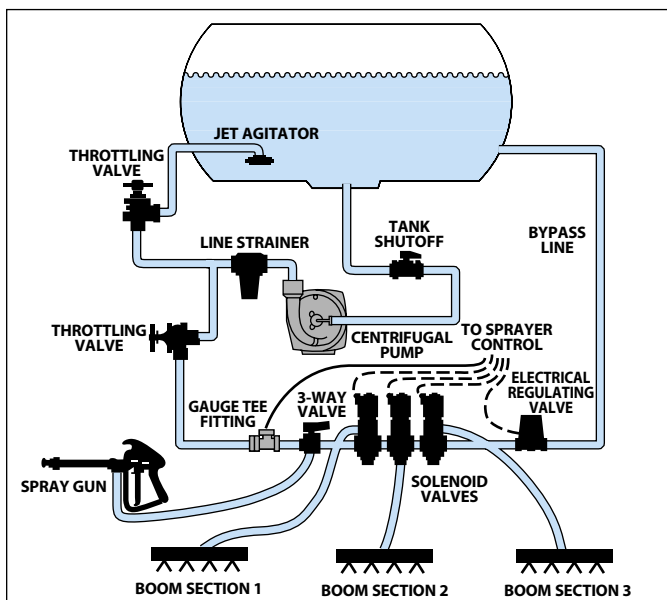 JET AGITATOR
THROTTLING
VALVE
TANK
SHUTOFF
BYPASS
LINE
LINE STRAINER
THROTTLING
VALVE
CENTRIFUGAL
PUMP
TO SPRAYER
CONTROL
GAUGE TEE
FITTING
3-WAY
VALVE
ELECTRICAL
REGULATING
VALVE
SPRAY GUN
SOLENOID
VALVES
BOOM SECTION 1
BOOM SECTION 2
BOOM SECTION 3